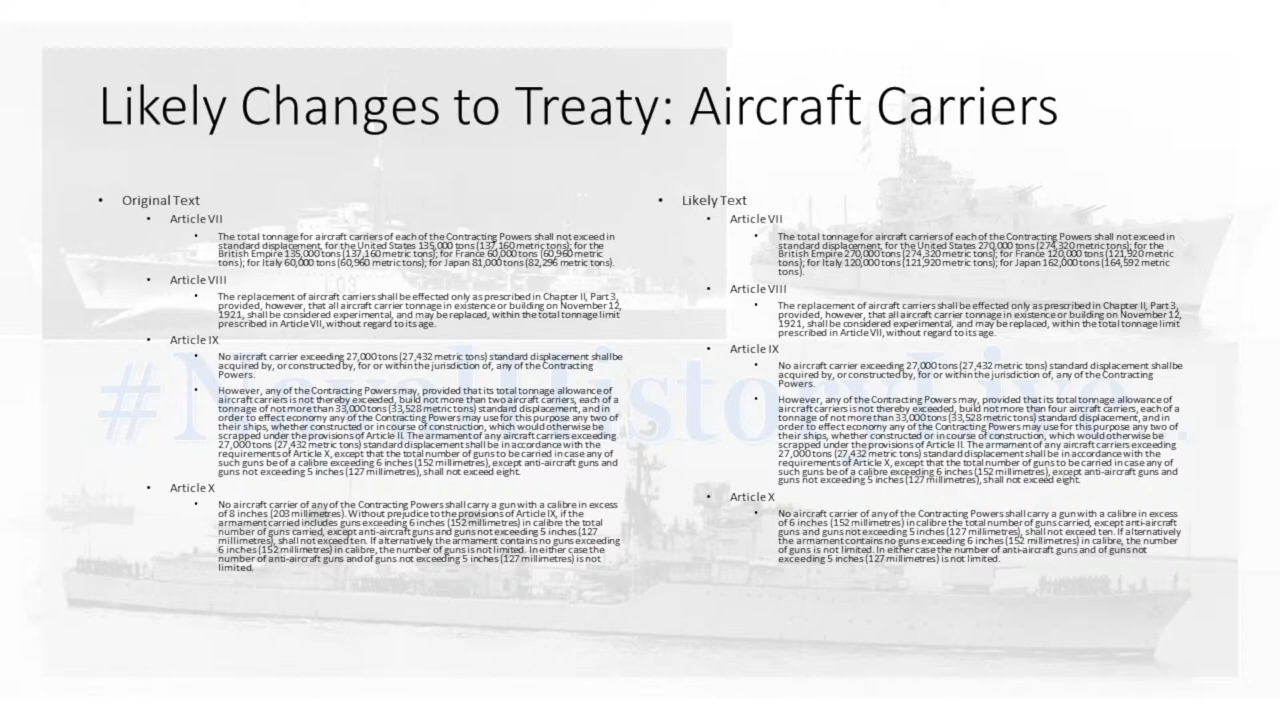 Likely Changes to Treaty: Aircraft Carriers
• Original Text
• Article VII
• The total tonnage for aircraft carriers of each of the Contracting Powers shall not exceed in
standard displacement, for the United States 135,000 tons (137,160 metric tons); for the
British Empire 135,000 tons (137,160 metric tons); for France 60,000 tons (60,960 metric
tons); for Italy 60,000 tons (60,960 metric tons); for Japan 81,000 tons (82,296 metric tons).
• Article VIII
• The replacement of aircraft carriers shall be effected only as prescribed in Chapter II, Part 3,
provided, however, that all aircraft carrier tonnage in existence or building on November 12,
1921, shall be considered experimental, and may be replaced, within the total tonnage limit
prescribed in Article VII, without regard to its age.
• Article IX
• No aircraft carrier exceeding 27,000 tons (27,432 metric tons) standard displacement shall be
acquired by, or constructed by, for or within the jurisdiction of, any of the Contracting
Powers.
• However, any of the Contracting Powers may, provided that its total tonnage allowance of
aircraft carriers is not thereby exceeded, build not more than two aircraft carriers, each of a
tonnage of not more than 33,000 tons (33,528 metric tons) standard displacement, and in
order to effect economy any of the Contracting Powers may use for this purpose any two of
their ships, whether constructed or in course of construction, which would otherwise be
scrapped under the provisions of Article II. The armament of any aircraft carriers exceeding
27,000 tons (27,432 metric tons) standard displacement shall be in accordance with the
requirements of Article X, except that the total number of guns to be carried in case any of
such guns be of a calibre exceeding 6 inches (152 millimetres), except anti-aircraft guns and
guns not exceeding 5 inches (127 millimetres), shall not exceed eight.
• Article X
• No aircraft carrier of any of the Contracting Powers shall carry a gun with a calibre in excess
of 8 inches (203 millimetres). Without prejudice to the provisions of Article IX, if the
armament carried includes guns exceeding 6 inches (152 millimetres) in calibre the total
number of guns carried, except anti-aircraft guns and guns not exceeding 5 inches (127
millimetres), shall not exceed ten. If alternatively the armament contains no guns exceeding
6 inches (152 millimetres) in calibre, the number of guns is not limited. In either case the
number of anti-aircraft guns and of guns not exceeding 5 inches (127 millimetres) is not
limited.
• Likely Text
• Article VII
• The total tonnage for aircraft carriers of each of the Contracting Powers shall not exceed in
standard displacement, for the United States 270,000 tons (274,320 metric tons); for the
British Empire 270,000 tons (274,320 metric tons); for France 120,000 tons (121,920 metric
tons); for Italy 120,000 tons (121,920 metric tons); for Japan 162,000 tons (164,592 metric
tons).
• Article VIII
• The replacement of aircraft carriers shall be effected only as prescribed in Chapter II, Part 3,
provided, however, that all aircraft carrier tonnage in existence or building on November 12,
1921, shall be considered experimental, and may be replaced, within the total tonnage limit
prescribed in Article VII, without regard to its age.
• Article IX
• No aircraft carrier exceeding 27,000 tons (27,432 metric tons) standard displacement shall be
acquired by, or constructed by, for or within the jurisdiction of, any of the Contracting
Powers.
• However, any of the Contracting Powers may, provided that its total tonnage allowance of
aircraft carriers is not thereby exceeded, build not more than four aircraft carriers, each of a
tonnage of not more than 33,000 tons (33,528 metric tons) standard displacement, and in
order to effect economy any of the Contracting Powers may use for this purpose any two of
their ships, whether constructed or in course of construction, which would otherwise be
scrapped under the provisions of Article II. The armament of any aircraft carriers exceeding
27,000 tons (27,432 metric tons) standard displacement shall be in accordance with the
requirements of Article X, except that the total number of guns to be carried in case any of
such guns be of a calibre exceeding 6 inches (152 millimetres), except anti-aircraft guns and
guns not exceeding 5 inches (127 millimetres), shall not exceed eight.
• Article X
• No aircraft carrier of any of the Contracting Powers shall carry a gun with a calibre in excess
of 6 inches (152 millimetres) in calibre the total number of guns carried, except anti-aircraft
guns and guns not exceeding 5 inches (127 millimetres), shall not exceed ten. If alternatively
the armament contains no guns exceeding 6 inches (152 millimetres) in calibre, the number
of guns is not limited. In either case the number of anti-aircraft guns and of guns not
exceeding 5 inches (127 millimetres) is not limited.